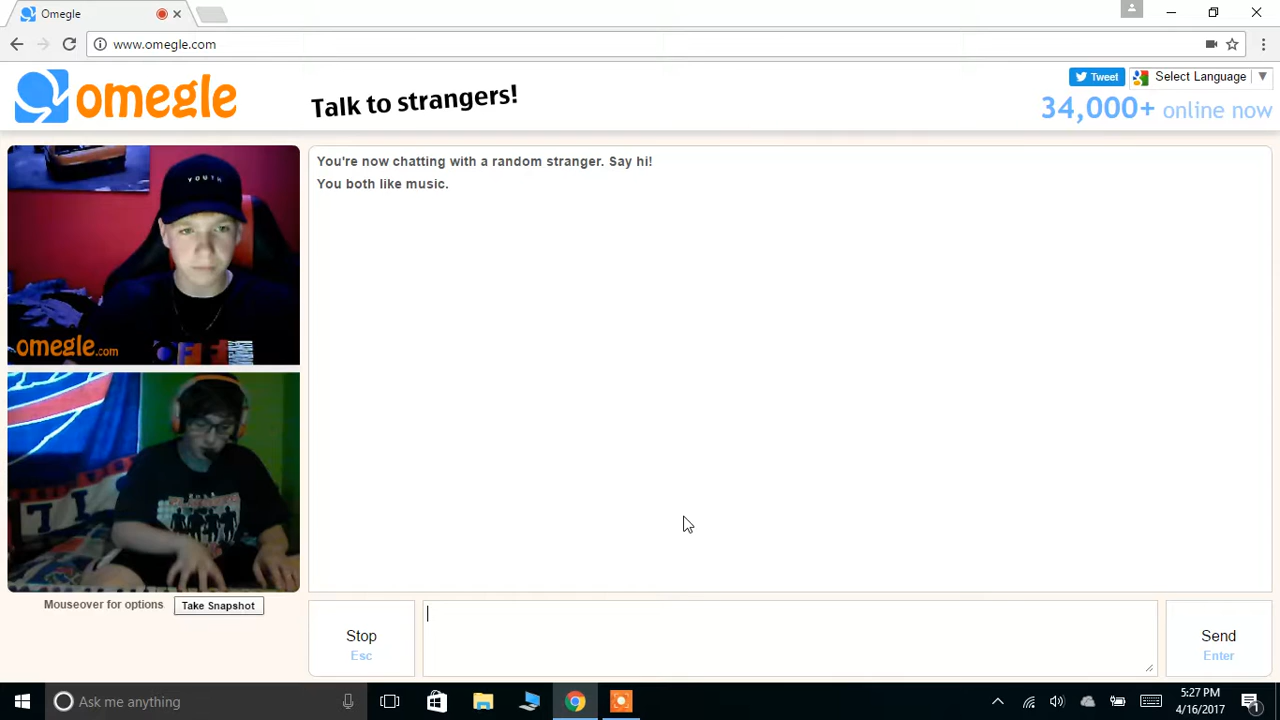 Omegle
www.omegle.com
omegle
Talk to strangers!
Tweet
Select Language
34,000+ online now
YOUTH
omegle.com
You're now chatting with a random stranger. Say hi!
You both like music.
Mouseover for options
Take Snapshot
Stop
Esc
Send
Enter
Ask me anything
5:27 PM
4/16/2017
1